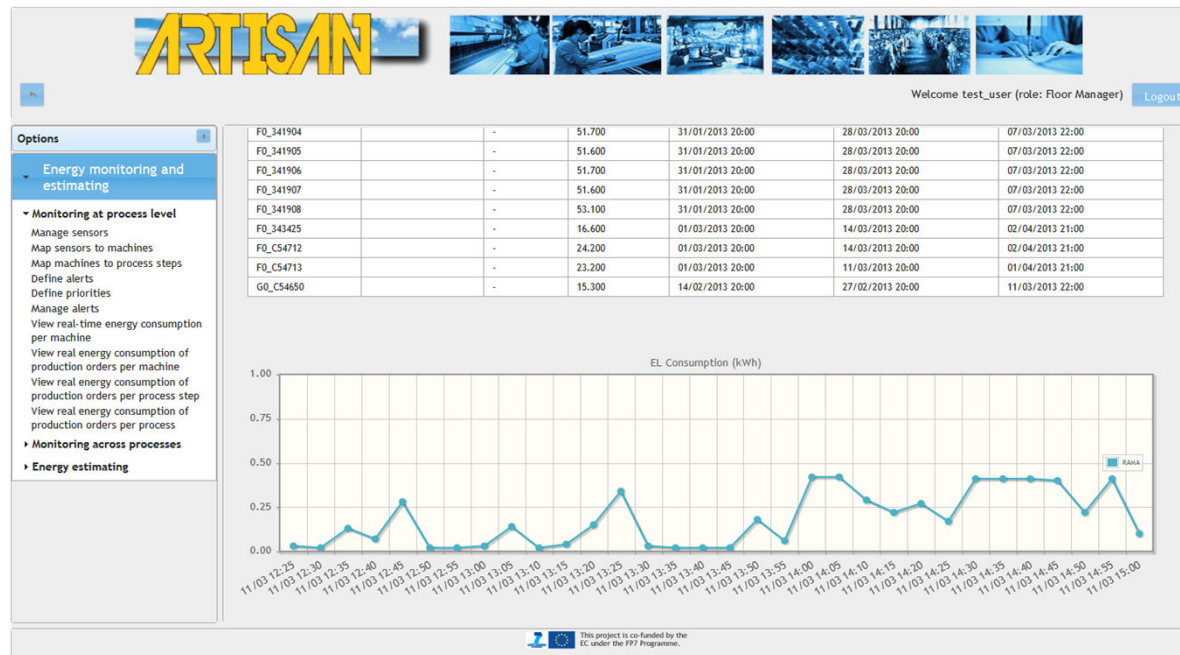 ARTISAN
Welcome test_user (role: Floor Manager) Logout
Options
Energy monitoring and
estimating
Monitoring at process level
Manage sensors
Map sensors to machines
Map machines to process steps
Define alerts
Define priorities
Manage alerts
View real-time energy consumption
per machine
View real energy consumption of
production orders per machine
View real energy consumption of
production orders per process step
View real energy consumption of
production orders per process
Monitoring across processes
Energy estimating
F0_341904 - 51.700 31/01/2013 20:00 28/03/2013 20:00 07/03/2013 22:00
F0_341905 - 51.600 31/01/2013 20:00 28/03/2013 20:00 07/03/2013 22:00
F0_341906 - 51.700 31/01/2013 20:00 28/03/2013 20:00 07/03/2013 22:00
F0_341907 - 51.600 31/01/2013 20:00 28/03/2013 20:00 07/03/2013 22:00
F0_341908 - 53.100 31/01/2013 20:00 28/03/2013 20:00 07/03/2013 22:00
F0_343425 - 16.600 01/03/2013 20:00 14/03/2013 20:00 02/04/2013 21:00
F0_C54712 - 24.200 01/03/2013 20:00 14/03/2013 20:00 02/04/2013 21:00
F0_C54713 - 23.200 01/03/2013 20:00 11/03/2013 20:00 01/04/2013 21:00
G0_C54650 - 15.300 14/02/2013 20:00 27/02/2013 20:00 11/03/2013 22:00
EL Consumption (kWh)
1.00
0.75
0.50
0.25
0.00
RAMA
11/03 12:25
11/03 12:30
11/03 12:35
11/03 12:40
11/03 12:45
11/03 12:50
11/03 12:55
11/03 13:00
11/03 13:05
11/03 13:10
11/03 13:15
11/03 13:20
11/03 13:25
11/03 13:30
11/03 13:35
11/03 13:40
11/03 13:45
11/03 13:50
11/03 13:55
11/03 14:00
11/03 14:05
11/03 14:10
11/03 14:15
11/03 14:20
11/03 14:25
11/03 14:30
11/03 14:35
11/03 14:40
11/03 14:45
11/03 14:50
11/03 14:55
11/03 15:00
This project is co-funded by the
EC under the FP7 Programme.